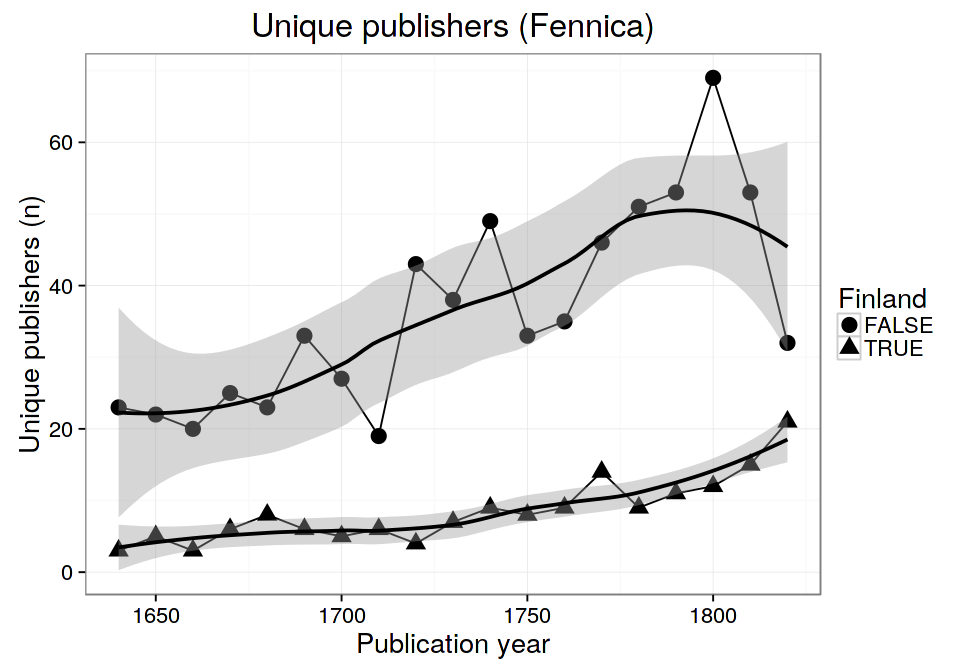 Unique publishers (Fennica)
Unique publishers (n)
60
40
20
0
1650
1700
1750
1800
Publication year
Finland
FALSE
TRUE